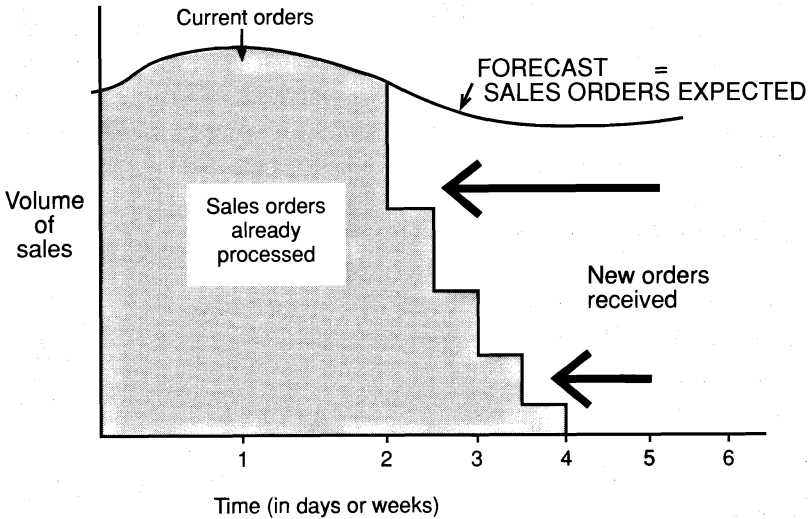 Current orders
FORECAST =
SALES ORDERS EXPECTED
Volume
of
sales
Sales orders
already
processed
New orders
received
1 2 3 4 5 6
Time (in days or weeks)